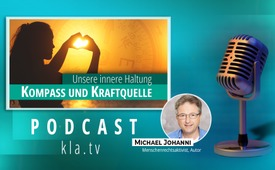 Unsere innere Haltung
Kompass und Kraftquelle
PODCAST
kla.tv
Michael Johanni
Menschenrechtsaktivist, Autor